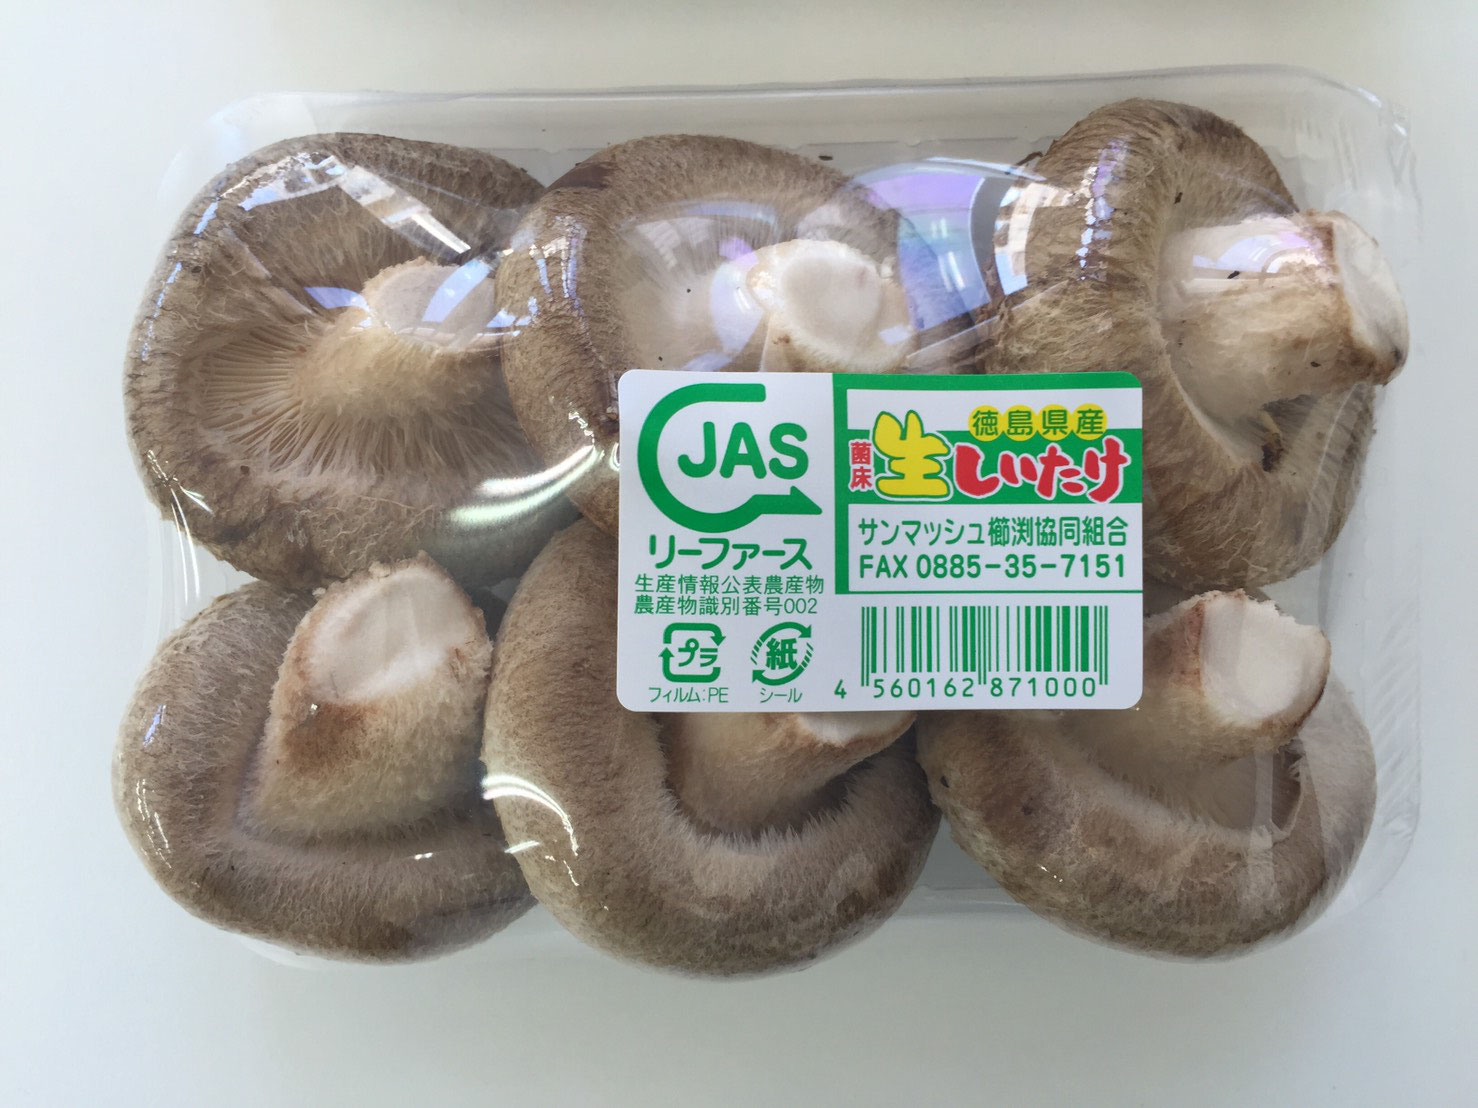 JAS
リーファース
生産情報公表農産物
農産物識別番号002
プラ
フィルム:PE
紙
シール
徳島県産
菌床
生しいたけ
サンマッシュ櫛渕協同組合
FAX 0885-35-7151
4 560162 871000